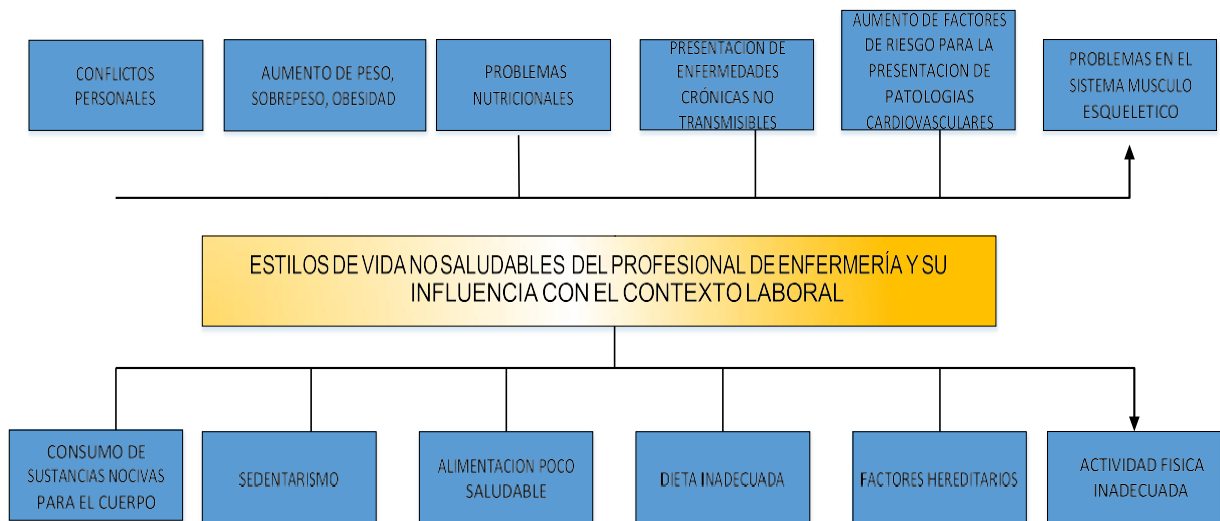 CONFLICTOS
PERSONALES
AUMENTO DE PESO,
SOBREPESO, OBESIDAD
PROBLEMAS
NUTRICIONALES
PRESENTACION DE
ENFERMEDADES
CRÓNICAS NO
TRANSMISIBLES
AUMENTO DE FACTORES
DE RIESGO PARA LA
PRESENTACION DE
PATOLOGIAS
CARDIOVASCULARES
PROBLEMAS EN EL
SISTEMA MUSCULO
ESQUELETICO
ESTILOS DE VIDA NO SALUDABLES DEL PROFESIONAL DE ENFERMERÍA Y SU
INFLUENCIA CON EL CONTEXTO LABORAL
CONSUMO DE
SUSTANCIAS NOCIVAS
PARA EL CUERPO
SEDENTARISMO
ALIMENTACION POCO
SALUDABLE
DIETA INADECUADA
FACTORES HEREDITARIOS
ACTIVIDAD FISICA
INADECUADA